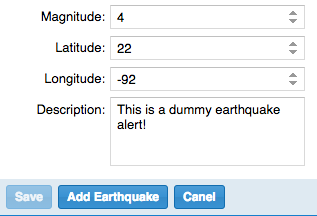 Magnitude: 4
Latitude: 22
Longitude: -92
Description: This is a dummy earthquake
alert!
Save Add Earthquake Canel